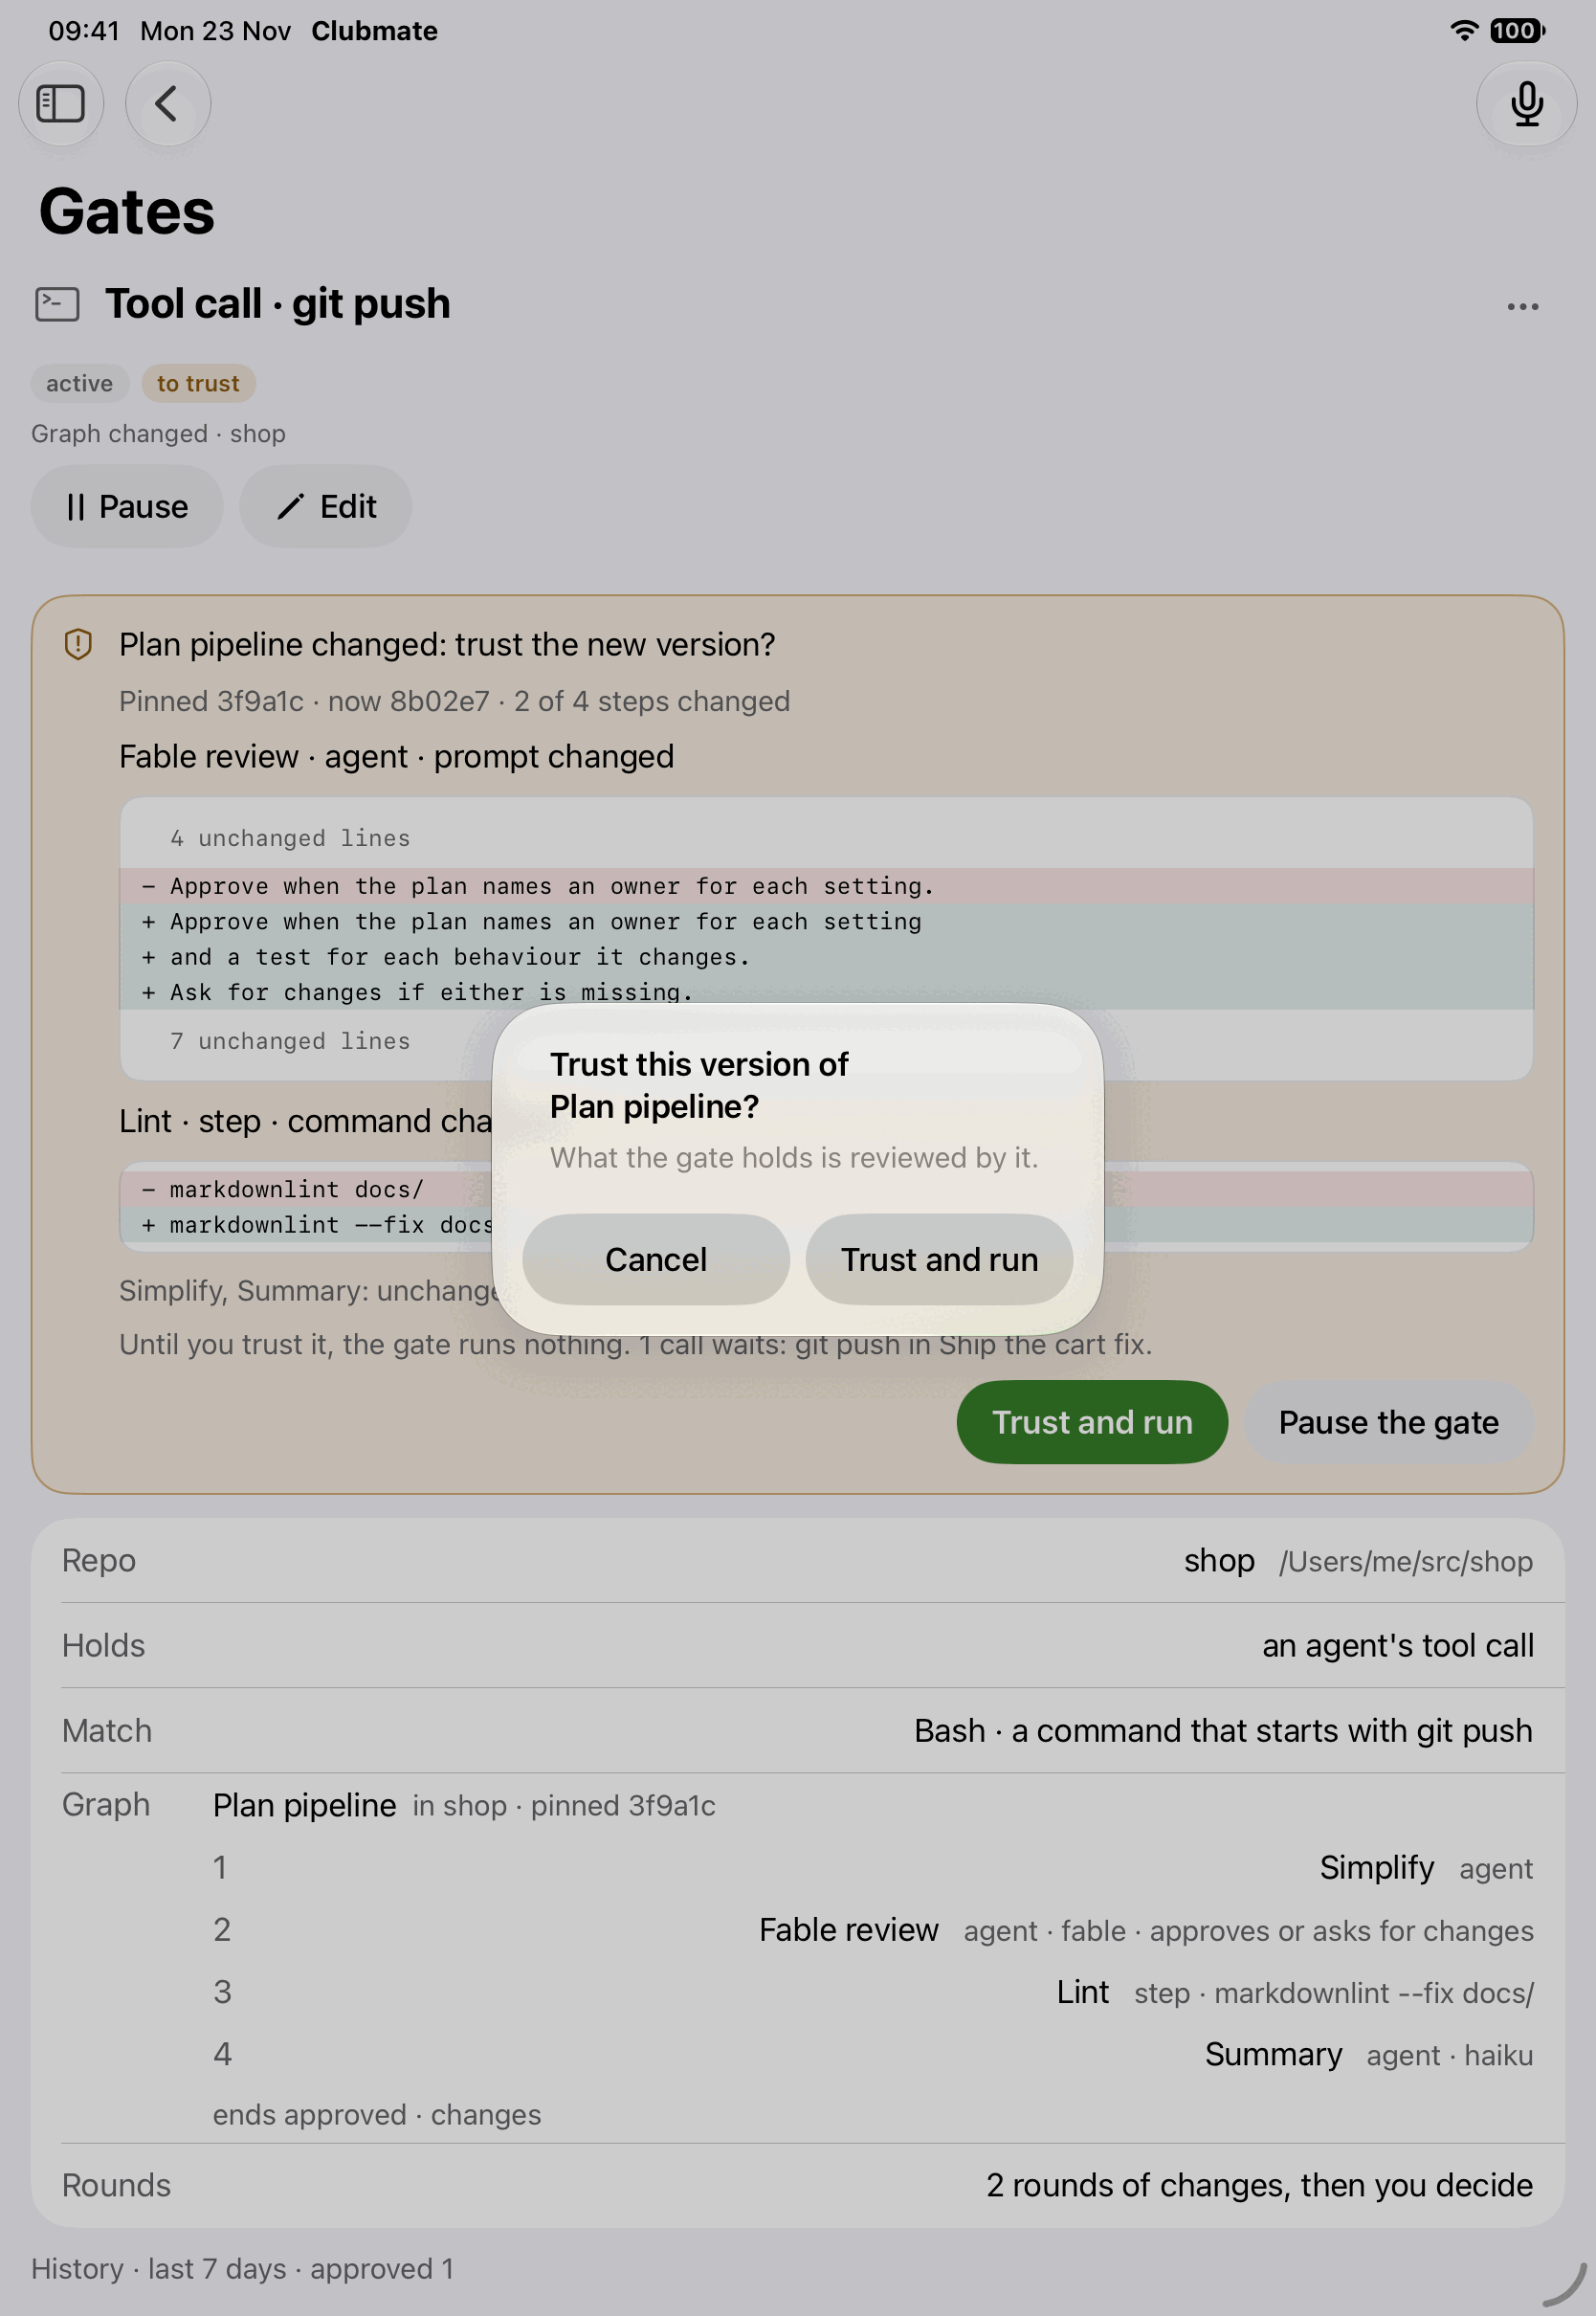 09:41 Mon 23 Nov Clubmate
100
Gates
Tool call · git push
active to trust
Graph changed · shop
Pause Edit
Plan pipeline changed: trust the new version?
Pinned 3f9a1c · now 8b02e7 · 2 of 4 steps changed
Fable review · agent · prompt changed
4 unchanged lines
− Approve when the plan names an owner for each setting.
+ Approve when the plan names an owner for each setting
+ and a test for each behaviour it changes.
+ Ask for changes if either is missing.
7 unchanged lines
Trust this version of
Plan pipeline?
What the gate holds is reviewed by it.
Cancel Trust and run
Lint · step · command cha
− markdownlint docs/
+ markdownlint --fix docs
Simplify, Summary: unchange
Until you trust it, the gate runs nothing. 1 call waits: git push in Ship the cart fix.
Trust and run Pause the gate
Repo shop /Users/me/src/shop
Holds an agent's tool call
Match Bash · a command that starts with git push
Graph Plan pipeline in shop · pinned 3f9a1c
1 Simplify agent
2 Fable review agent · fable · approves or asks for changes
3 Lint step · markdownlint --fix docs/
4 Summary agent · haiku
ends approved · changes
Rounds 2 rounds of changes, then you decide
History · last 7 days · approved 1